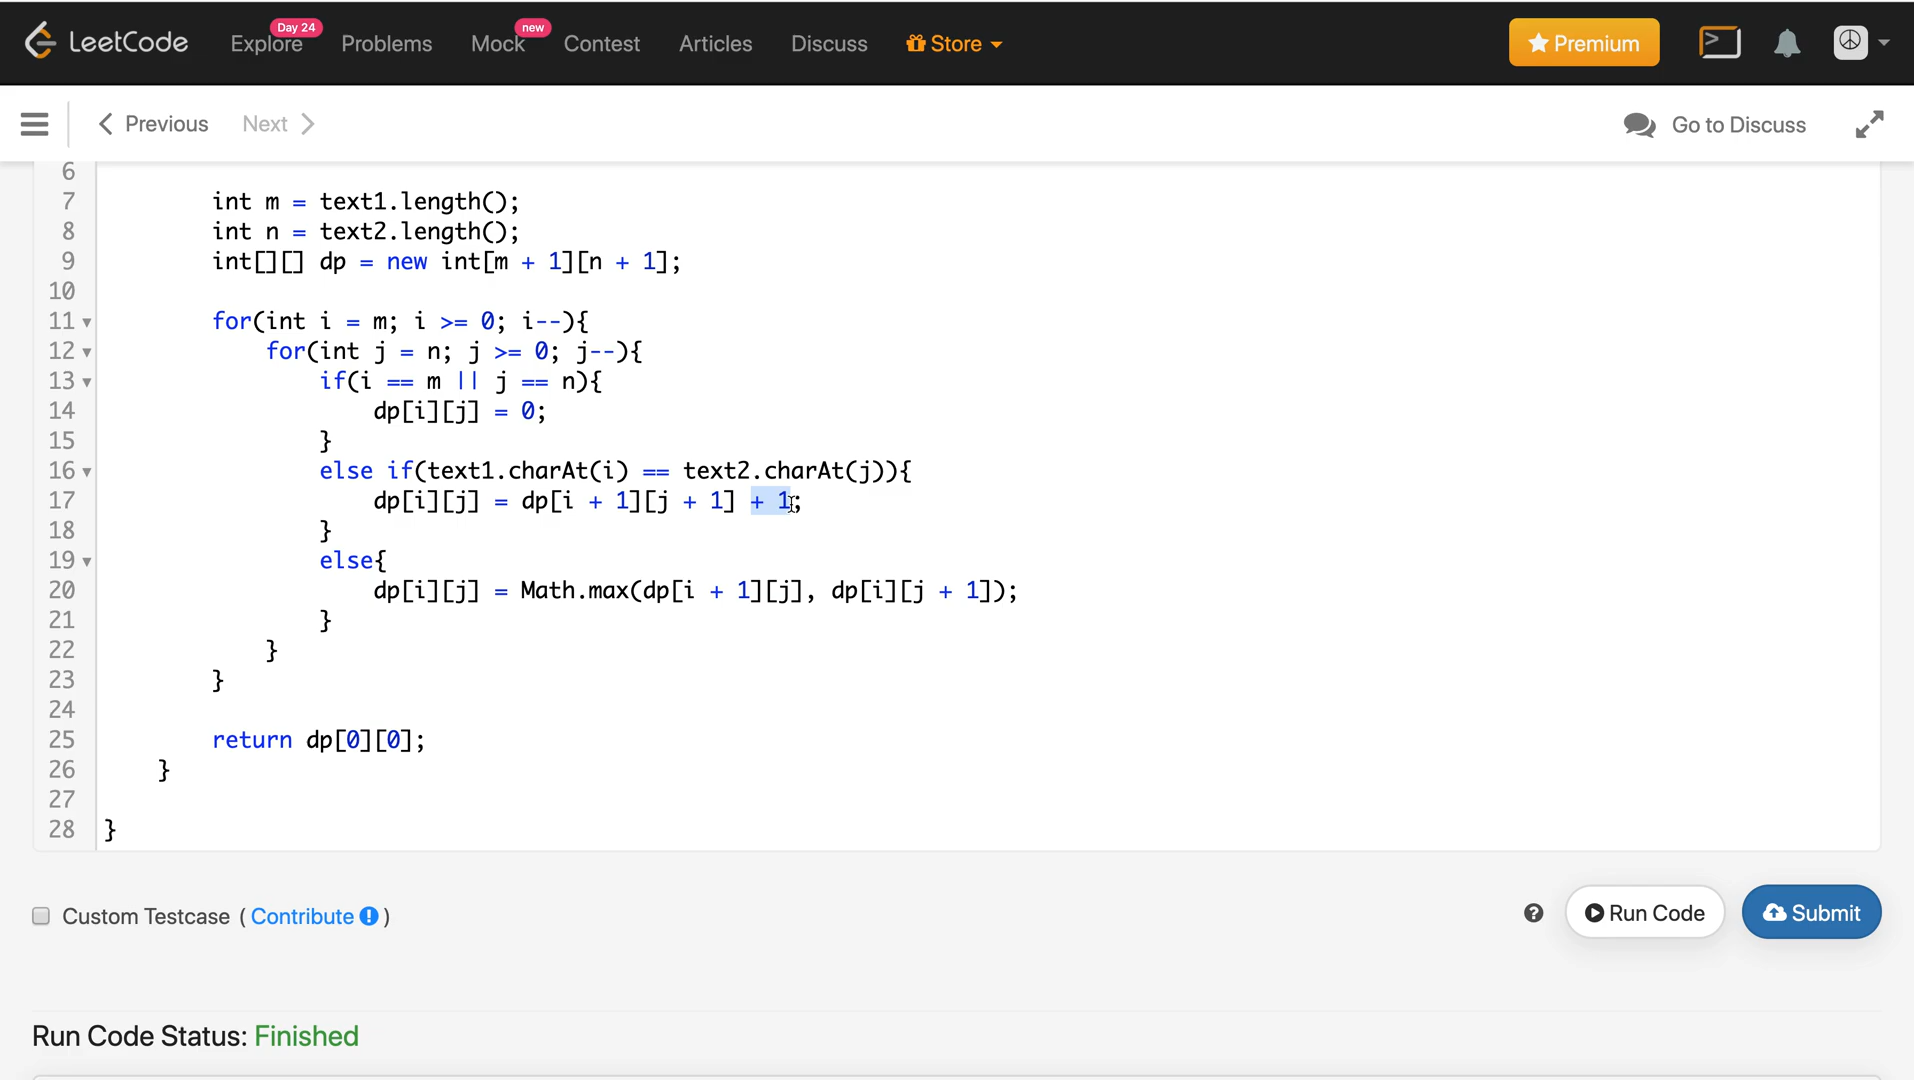 LeetCode Explore Day 24 Problems Mock new Contest Articles Discuss Store Premium
Previous Next Go to Discuss
6
7 int m = text1.length();
8 int n = text2.length();
9 int[][] dp = new int[m + 1][n + 1];
10
11 for(int i = m; i >= 0; i--){
12 for(int j = n; j >= 0; j--){
13 if(i == m || j == n){
14 dp[i][j] = 0;
15 }
16 else if(text1.charAt(i) == text2.charAt(j)){
17 dp[i][j] = dp[i + 1][j + 1] + 1;
18 }
19 else{
20 dp[i][j] = Math.max(dp[i + 1][j], dp[i][j + 1]);
21 }
22 }
23 }
24
25 return dp[0][0];
26 }
27
28 }
Custom Testcase ( Contribute ! ) ? Run Code Submit
Run Code Status: Finished